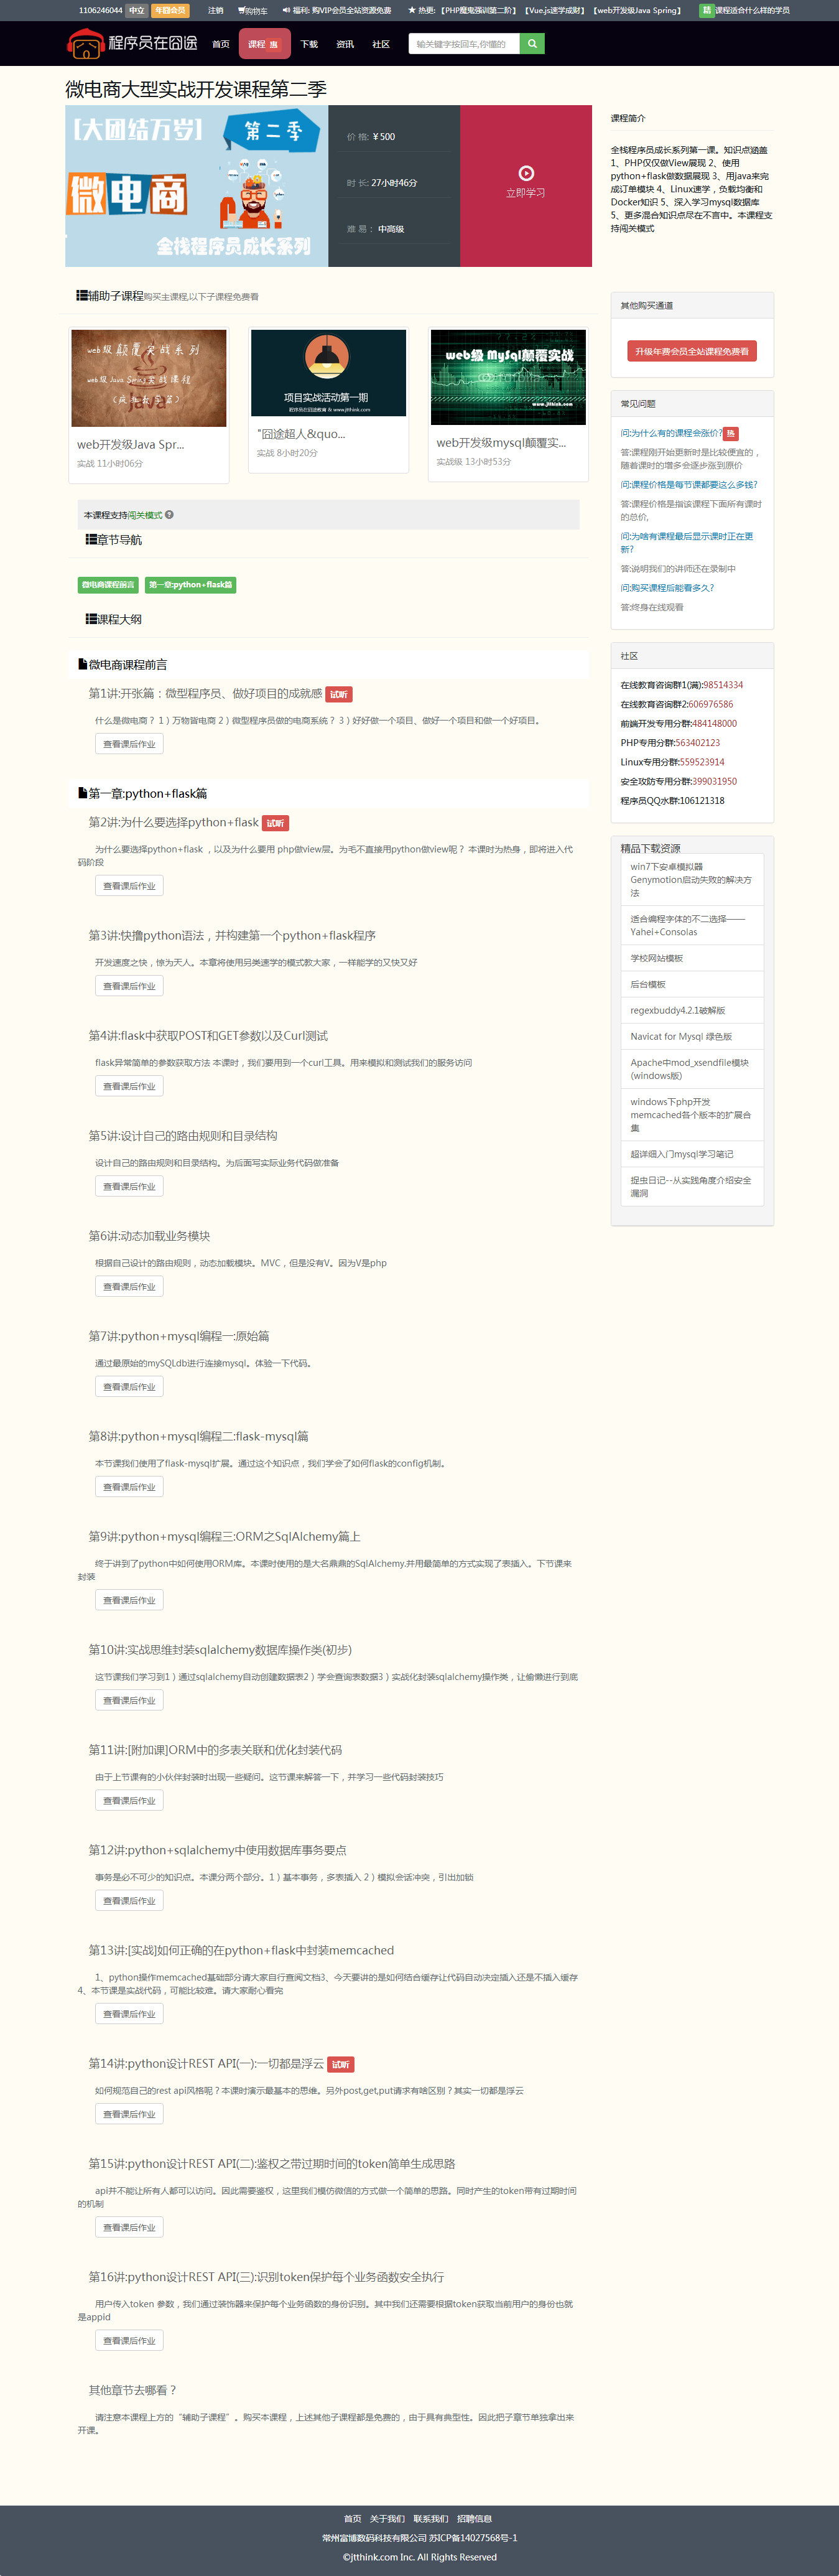 1106246044 中立 年回会员 注销 购物车 福利: 购VIP会员全站资源免费 热更: 【PHP魔鬼强训第二阶】 【Vue.js速学成财】 【web开发级Java Spring】 精 课程适合什么样的学员
程序员在囧途 首页 课程 下载 资讯 社区 输关键字按回车,你懂的
微电商大型实战开发课程第二季
[大团结万岁] 第二季
微电商
全栈程序员成长系列
价 格: ￥500
时 长: 27小时46分
难 易： 中高级
立即学习
课程简介
全栈程序员成长系列第一课。知识点涵盖
1、PHP仅仅做View展现 2、使用
python+flask做数据展现 3、用java来完
成订单模块 4、Linux速学，负载均衡和
Docker知识 5、深入学习mysql数据库
5、更多混合知识点尽在不言中。本课程支
持闯关模式
辅助子课程购买主课程,以下子课程免费看
web级 颠覆实战系列
web级 Java Spring实战课程
web开发级Java Spr...
实战 11小时06分
项目实战活动第一期
程序员在囧途教育 & www.jtthink.com
"囧途超人&quo...
实战 8小时20分
web级 MySql颠覆实战
www.jtthink.com
web开发级mysql颠覆实...
实战级 13小时53分
其他购买通道
升级年费会员全站课程免费看
常见问题
问:为什么有的课程会涨价? 热
答:课程刚开始更新时是比较便宜的，
随着课时的增多会逐步涨到原价
问:课程价格是每节课都要这么多钱?
答:课程价格是指该课程下面所有课时
的总价,
问:为啥有课程最后显示课时正在更
新?
答:说明我们的讲师还在录制中
问:购买课程后能看多久?
答:终身在线观看
本课程支持闯关模式
章节导航
微电商课程前言 第一章:python+flask篇
课程大纲
微电商课程前言
第1讲:开张篇：微型程序员、做好项目的成就感 试听
什么是微电商？ 1）万物皆电商 2）微型程序员做的电商系统？ 3）好好做一个项目、做好一个项目和做一个好项目。
查看课后作业
第一章:python+flask篇
第2讲:为什么要选择python+flask 试听
为什么要选择python+flask ，以及为什么要用 php做view层。为毛不直接用python做view呢？ 本课时为热身，即将进入代
码阶段
查看课后作业
第3讲:快撸python语法，并构建第一个python+flask程序
开发速度之快，惊为天人。本章将使用另类速学的模式教大家，一样能学的又快又好
查看课后作业
第4讲:flask中获取POST和GET参数以及Curl测试
flask异常简单的参数获取方法 本课时，我们要用到一个curl工具。用来模拟和测试我们的服务访问
查看课后作业
第5讲:设计自己的路由规则和目录结构
设计自己的路由规则和目录结构。为后面写实际业务代码做准备
查看课后作业
第6讲:动态加载业务模块
根据自己设计的路由规则，动态加载模块。MVC，但是没有V。因为V是php
查看课后作业
第7讲:python+mysql编程一:原始篇
通过最原始的mySQLdb进行连接mysql。体验一下代码。
查看课后作业
第8讲:python+mysql编程二:flask-mysql篇
本节课我们使用了flask-mysql扩展。通过这个知识点，我们学会了如何flask的config机制。
查看课后作业
第9讲:python+mysql编程三:ORM之SqlAlchemy篇上
终于讲到了python中如何使用ORM库。本课时使用的是大名鼎鼎的SqlAlchemy.并用最简单的方式实现了表插入。下节课来
封装
查看课后作业
第10讲:实战思维封装sqlalchemy数据库操作类(初步)
这节课我们学习到1）通过sqlalchemy自动创建数据表2）学会查询表数据3）实战化封装sqlalchemy操作类，让偷懒进行到底
查看课后作业
第11讲:[附加课]ORM中的多表关联和优化封装代码
由于上节课有的小伙伴封装时出现一些疑问。这节课来解答一下，并学习一些代码封装技巧
查看课后作业
第12讲:python+sqlalchemy中使用数据库事务要点
事务是必不可少的知识点。本课分两个部分。1）基本事务，多表插入 2）模拟会话冲突，引出加锁
查看课后作业
第13讲:[实战]如何正确的在python+flask中封装memcached
1、python操作memcached基础部分请大家自行查阅文档3、今天要讲的是如何结合缓存让代码自动决定插入还是不插入缓存
4、本节课是实战代码，可能比较难。请大家耐心看完
查看课后作业
第14讲:python设计REST API(一):一切都是浮云 试听
如何规范自己的rest api风格呢？本课时演示最基本的思维。另外post,get,put请求有啥区别？其实一切都是浮云
查看课后作业
第15讲:python设计REST API(二):鉴权之带过期时间的token简单生成思路
api并不能让所有人都可以访问。因此需要鉴权，这里我们模仿微信的方式做一个简单的思路。同时产生的token带有过期时间
的机制
查看课后作业
第16讲:python设计REST API(三):识别token保护每个业务函数安全执行
用户传入token 参数，我们通过装饰器来保护每个业务函数的身份识别。其中我们还需要根据token获取当前用户的身份也就
是appid
查看课后作业
其他章节去哪看？
请注意本课程上方的“辅助子课程”。购买本课程，上述其他子课程都是免费的，由于具有典型性。因此把子章节单独拿出来
开课。
社区
在线教育咨询群1(满):98514334
在线教育咨询群2:606976586
前端开发专用分群:484148000
PHP专用分群:563402123
Linux专用分群:559523914
安全攻防专用分群:399031950
程序员QQ水群:106121318
精品下载资源
win7下安卓模拟器
Genymotion启动失败的解决方
法
适合编程字体的不二选择——
Yahei+Consolas
学校网站模板
后台模板
regexbuddy4.2.1破解版
Navicat for Mysql 绿色版
Apache中mod_xsendfile模块
(windows版)
windows下php开发
memcached各个版本的扩展合
集
超详细入门mysql学习笔记
捉虫日记--从实践角度介绍安全
漏洞
首页 关于我们 联系我们 招聘信息
常州富博数码科技有限公司 苏ICP备14027568号-1
©jtthink.com Inc. All Rights Reserved